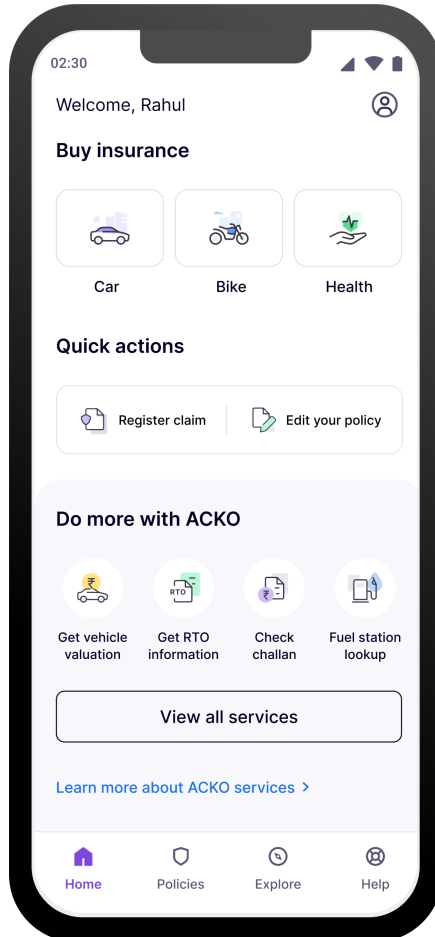 02:30
Welcome, Rahul
Buy insurance
Car
Bike
Health
Quick actions
Register claim
Edit your policy
Do more with ACKO
₹
RTO
₹
Get vehicle
valuation
Get RTO
information
Check
challan
Fuel station
lookup
View all services
Learn more about ACKO services >
Home
Policies
Explore
Help